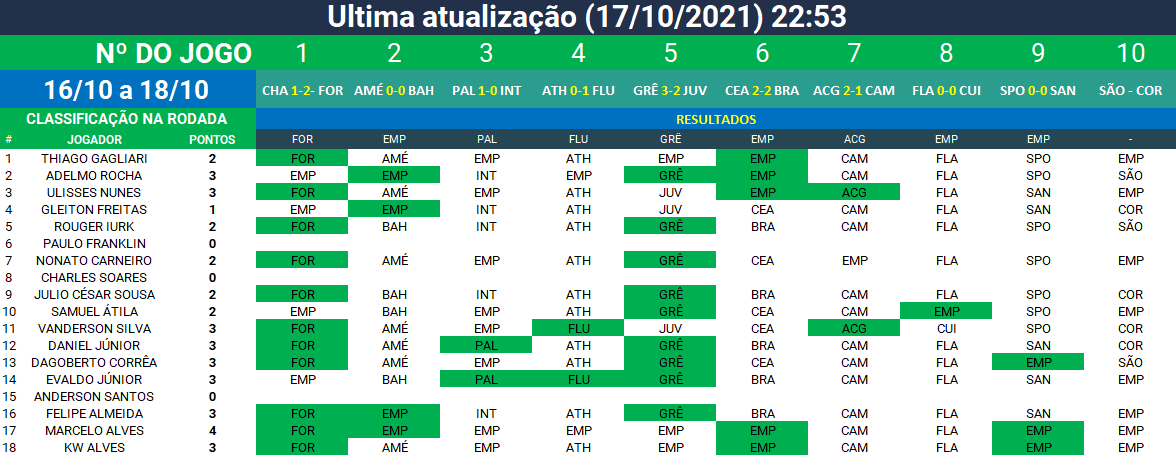 Ultima atualização (17/10/2021) 22:53
Nº DO JOGO 1 2 3 4 5 6 7 8 9 10
16/10 a 18/10 CHA 1-2- FOR AMÉ 0-0 BAH PAL 1-0 INT ATH 0-1 FLU GRÊ 3-2 JUV CEA 2-2 BRA ACG 2-1 CAM FLA 0-0 CUI SPO 0-0 SAN SÃO - COR
CLASSIFICAÇÃO NA RODADA RESULTADOS
# JOGADOR PONTOS FOR EMP PAL FLU GRÊ EMP ACG EMP EMP -
1 THIAGO GAGLIARI 2 FOR AMÉ EMP ATH EMP EMP CAM FLA SPO EMP
2 ADELMO ROCHA 3 EMP EMP INT EMP GRÊ EMP CAM FLA SPO SÃO
3 ULISSES NUNES 3 FOR AMÉ EMP ATH JUV EMP ACG FLA SAN EMP
4 GLEITON FREITAS 1 EMP EMP INT ATH JUV CEA CAM FLA SAN COR
5 ROUGER IURK 2 FOR BAH INT ATH GRÊ BRA CAM FLA SPO SÃO
6 PAULO FRANKLIN 0
7 NONATO CARNEIRO 2 FOR AMÉ EMP ATH GRÊ CEA EMP FLA SPO EMP
8 CHARLES SOARES 0
9 JULIO CÉSAR SOUSA 2 FOR BAH INT ATH GRÊ BRA CAM FLA SPO COR
10 SAMUEL ÁTILA 2 EMP BAH EMP ATH GRÊ CEA CAM EMP SPO EMP
11 VANDERSON SILVA 3 FOR AMÉ EMP FLU JUV CEA ACG CUI SPO COR
12 DANIEL JÚNIOR 3 FOR AMÉ PAL ATH GRÊ BRA CAM FLA SAN COR
13 DAGOBERTO CORRÊA 3 FOR AMÉ EMP ATH GRÊ CEA CAM FLA EMP SÃO
14 EVALDO JÚNIOR 3 EMP BAH PAL FLU GRÊ BRA CAM FLA SAN EMP
15 ANDERSON SANTOS 0
16 FELIPE ALMEIDA 3 FOR EMP INT ATH GRÊ BRA CAM FLA SAN EMP
17 MARCELO ALVES 4 FOR EMP EMP EMP EMP EMP CAM FLA EMP EMP
18 KW ALVES 3 FOR AMÉ EMP ATH EMP EMP CAM FLA EMP EMP